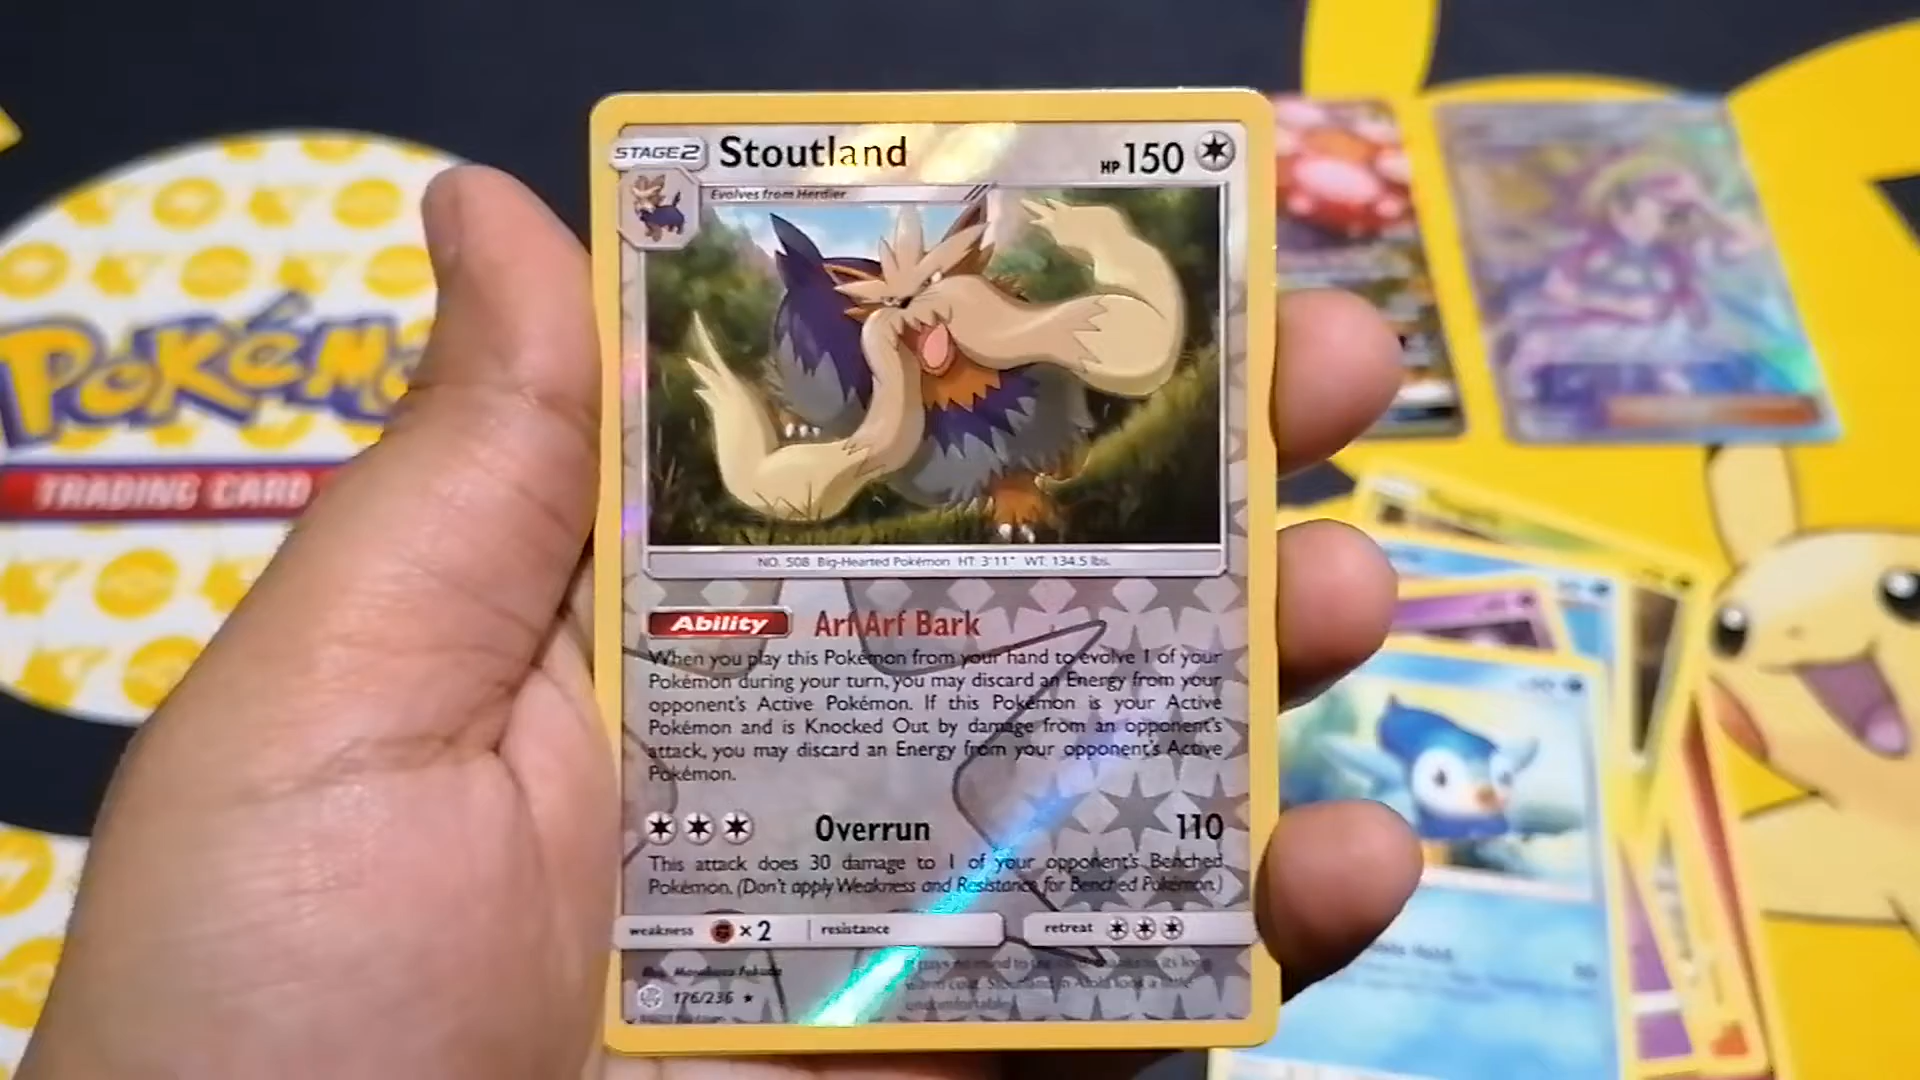 STAGE2 Stoutland HP 150
Evolves from Herdier
NO. 508 Big-Hearted Pokémon HT: 3'11" WT: 134.5 lbs.
Ability Arf Arf Bark
When you play this Pokémon from your hand to evolve 1 of your
Pokémon during your turn, you may discard an Energy from your
opponent's Active Pokémon. If this Pokémon is your Active
Pokémon and is Knocked Out by damage from an opponent's
attack, you may discard an Energy from your opponent's Active
Pokémon.
Overrun 110
This attack does 30 damage to 1 of your opponent's Benched
Pokémon. (Don't apply Weakness and Resistance for Benched Pokémon.)
weakness × 2 resistance retreat
176/236
POKÉMO
TRADING CARD